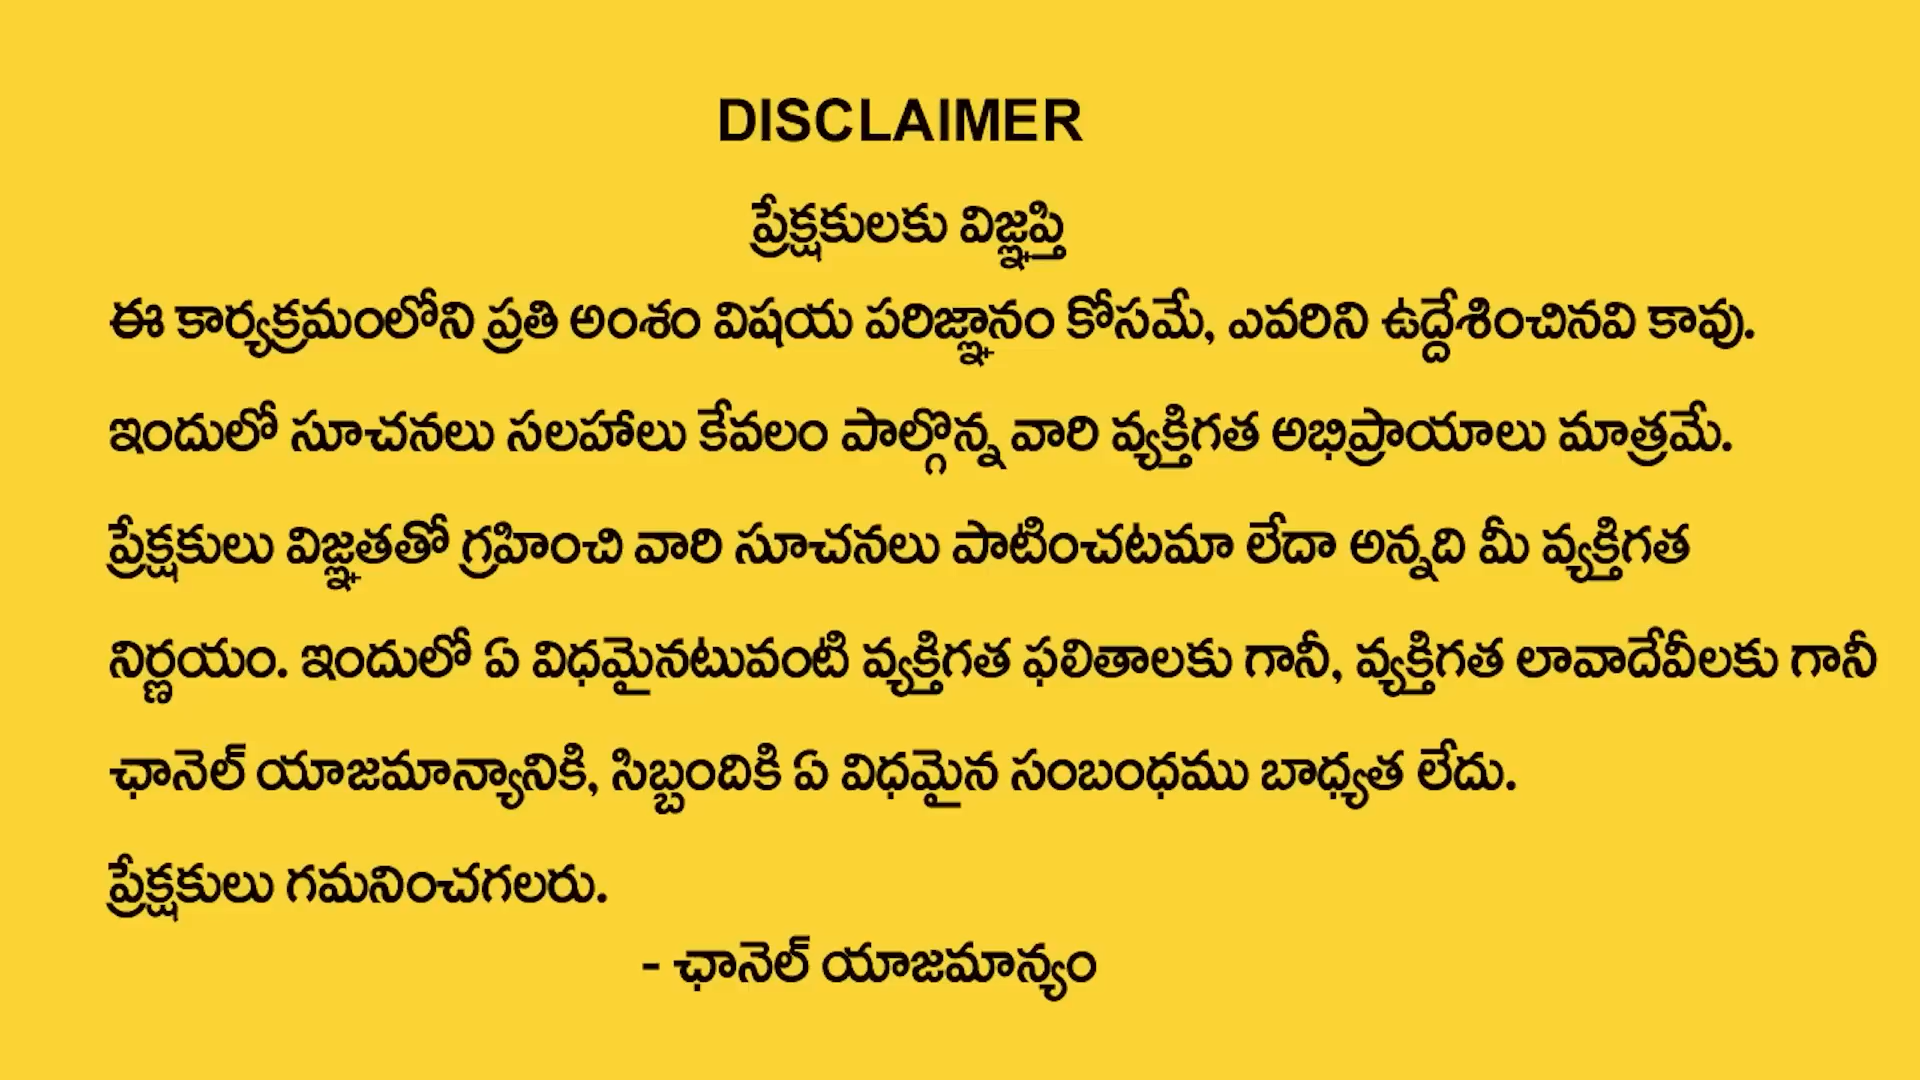 DISCLAIMER
ప్రేక్షకులకు విజ్ఞప్తి
ఈ కార్యక్రమంలోని ప్రతి అంశం విషయ పరిజ్ఞానం కోసమే, ఎవరిని ఉద్దేశించినవి కావు.
ఇందులో సూచనలు సలహాలు కేవలం పాల్గొన్న వారి వ్యక్తిగత అభిప్రాయాలు మాత్రమే.
ప్రేక్షకులు విజ్ఞతతో గ్రహించి వారి సూచనలు పాటించటమా లేదా అన్నది మీ వ్యక్తిగత
నిర్ణయం. ఇందులో ఏ విధమైనటువంటి వ్యక్తిగత ఫలితాలకు గానీ, వ్యక్తిగత లావాదేవీలకు గానీ
ఛానెల్ యాజమాన్యానికి, సిబ్బందికి ఏ విధమైన సంబంధము బాధ్యత లేదు.
ప్రేక్షకులు గమనించగలరు.
- ఛానెల్ యాజమాన్యం